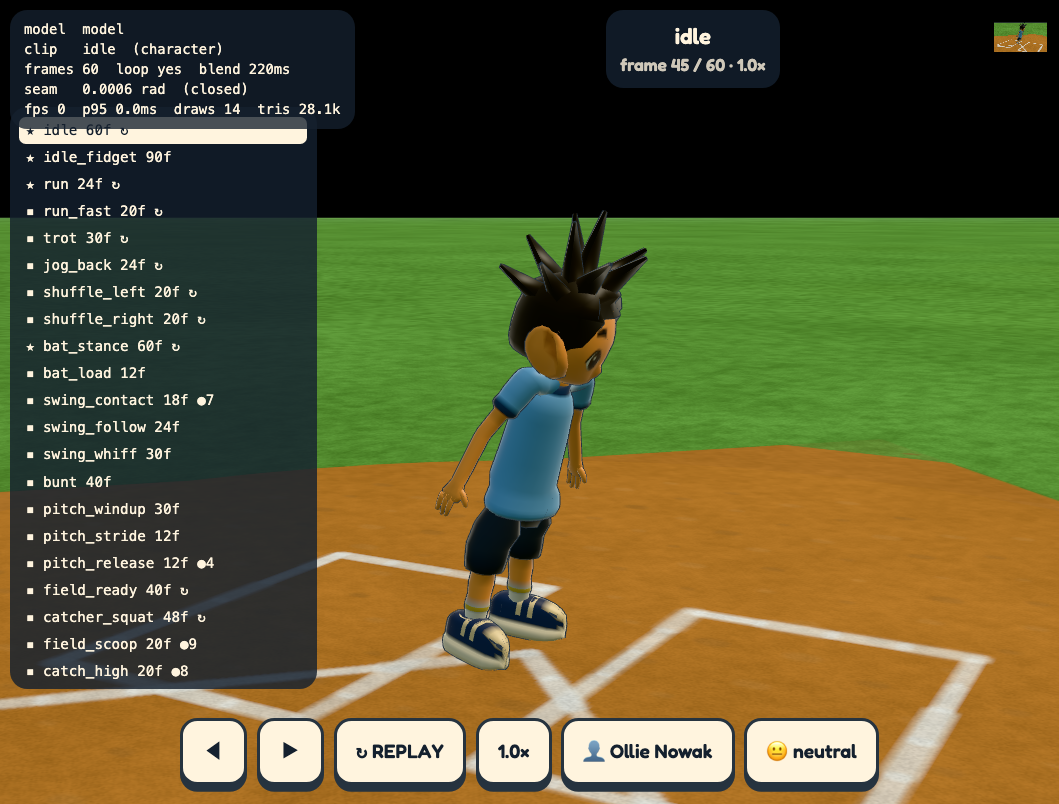 model model
clip idle (character)
frames 60 loop yes blend 220ms
seam 0.0006 rad (closed)
fps 0 p95 0.0ms draws 14 tris 28.1k
★ idle 60f ↻
★ idle_fidget 90f
★ run 24f ↻
▪ run_fast 20f ↻
▪ trot 30f ↻
▪ jog_back 24f ↻
▪ shuffle_left 20f ↻
▪ shuffle_right 20f ↻
★ bat_stance 60f ↻
▪ bat_load 12f
▪ swing_contact 18f ●7
▪ swing_follow 24f
▪ swing_whiff 30f
▪ bunt 40f
▪ pitch_windup 30f
▪ pitch_stride 12f
▪ pitch_release 12f ●4
▪ field_ready 40f ↻
▪ catcher_squat 48f ↻
▪ field_scoop 20f ●9
▪ catch_high 20f ●8
idle
frame 45 / 60 · 1.0×
◀ ▶ ↻ REPLAY 1.0× 👤 Ollie Nowak 😐 neutral